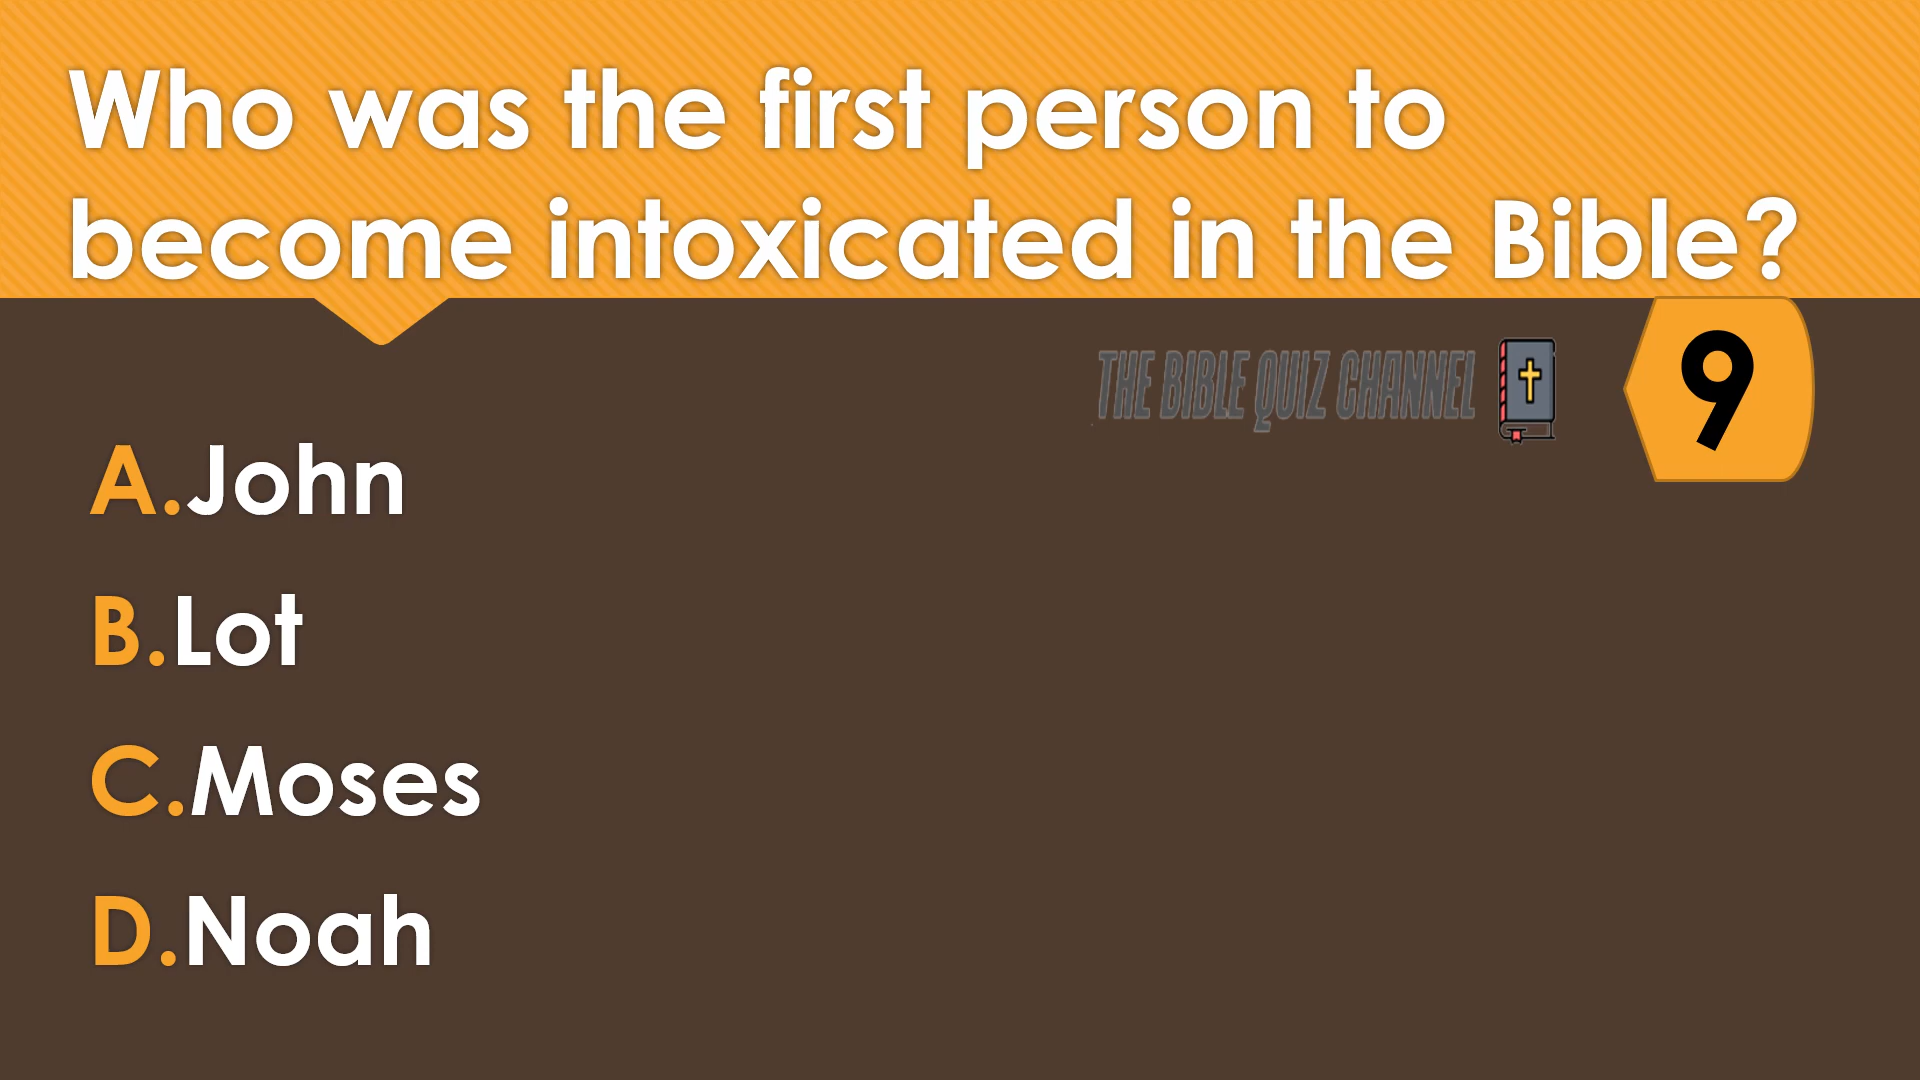 Who was the first person to
become intoxicated in the Bible?
THE BIBLE QUIZ CHANNEL
9
A.John
B.Lot
C.Moses
D.Noah